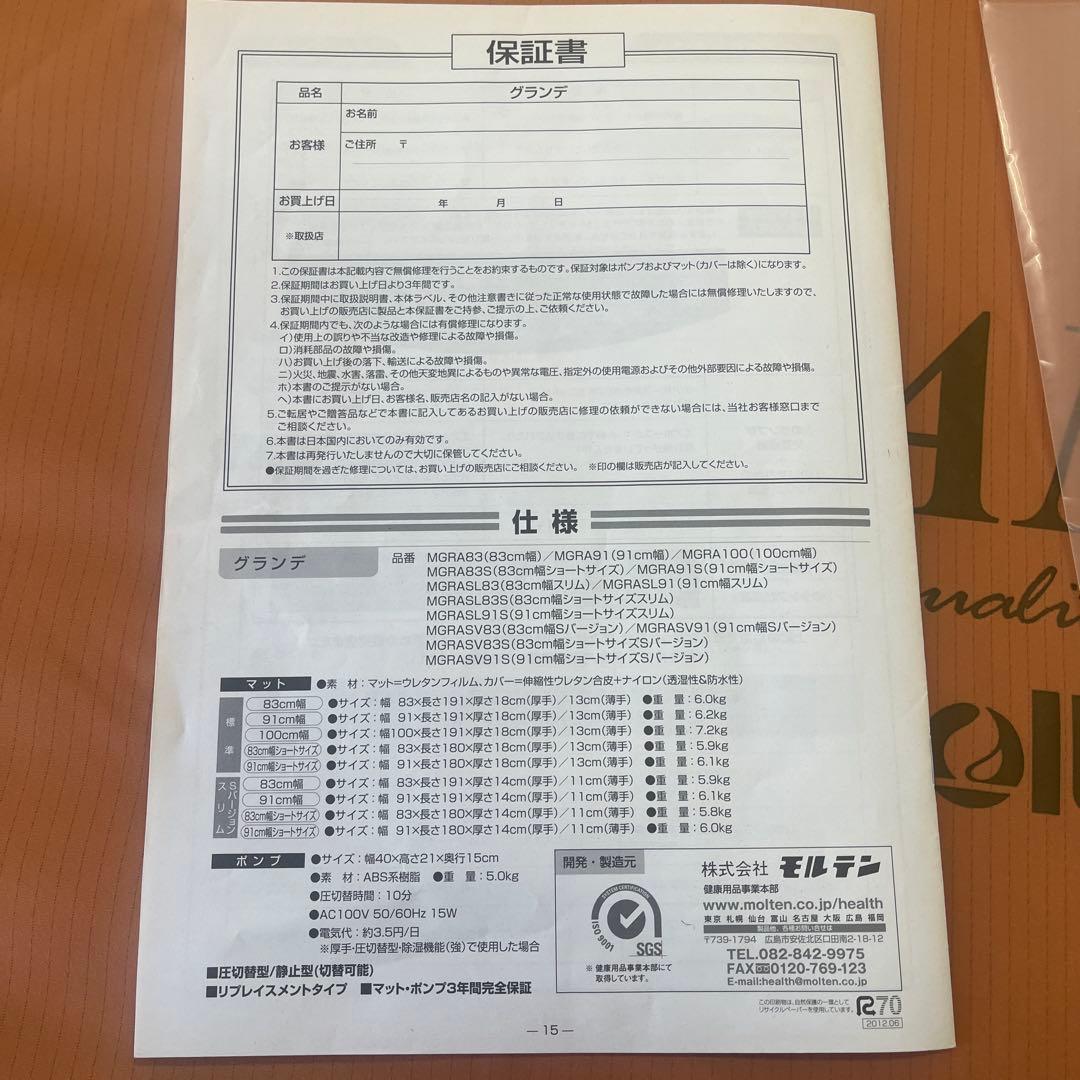 保証書
品名 グランデ
お客様 お名前
ご住所 〒
お買上げ日 年 月 日
※取扱店
1.この保証書は本記載内容で無償修理を行うことをお約束するものです。保証対象はポンプおよびマット(カバーは除く)になります。
2.保証期間はお買い上げ日より3年間です。
3.保証期間中に取扱説明書、本体ラベル、その他注意書きに従った正常な使用状態で故障した場合には無償修理いたしますので、
お買い上げの販売店に製品と本保証書をご持参、ご提示の上、ご依頼ください。
4.保証期間内でも、次のような場合には有償修理になります。
イ)使用上の誤りや不当な改造や修理による故障や損傷。
ロ)消耗部品の故障や損傷。
ハ)お買い上げ後の落下、輸送による故障や損傷。
ニ)火災、地震、水害、落雷、その他天変地異によるものや異常な電圧、指定外の使用電源およびその他外部要因による故障や損傷。
ホ)本書のご提示がない場合。
ヘ)本書にお買い上げ日、お客様名、販売店名の記入がない場合。
5.ご転居やご贈答品などで本書に記入してあるお買い上げの販売店に修理の依頼ができない場合には、当社お客様窓口まで
ご相談ください。
6.本書は日本国内においてのみ有効です。
7.本書は再発行いたしませんので大切に保管してください。
●保証期間を過ぎた修理については、お買い上げの販売店にご相談ください。 ※印の欄は販売店が記入してください。
仕様
グランデ
品番 MGRA83(83cm幅)/MGRA91(91cm幅)/MGRA100(100cm幅)
MGRA83S(83cm幅ショートサイズ)/MGRA91S(91cm幅ショートサイズ)
MGRASL83(83cm幅スリム)/MGRASL91(91cm幅スリム)
MGRASL83S(83cm幅ショートサイズスリム)
MGRASL91S(91cm幅ショートサイズスリム)
MGRASV83(83cm幅Sバージョン)/MGRASV91(91cm幅Sバージョン)
MGRASV83S(83cm幅ショートサイズSバージョン)
MGRASV91S(91cm幅ショートサイズSバージョン)
マット ●素 材:マット=ウレタンフィルム、カバー=伸縮性ウレタン合皮+ナイロン(透湿性&防水性)
標準
83cm幅 ●サイズ:幅 83×長さ191×厚さ18cm(厚手)/13cm(薄手) ●重 量:6.0kg
91cm幅 ●サイズ:幅 91×長さ191×厚さ18cm(厚手)/13cm(薄手) ●重 量:6.2kg
100cm幅 ●サイズ:幅100×長さ191×厚さ18cm(厚手)/13cm(薄手) ●重 量:7.2kg
83cm幅ショートサイズ ●サイズ:幅 83×長さ180×厚さ18cm(厚手)/13cm(薄手) ●重 量:5.9kg
91cm幅ショートサイズ ●サイズ:幅 91×長さ180×厚さ18cm(厚手)/13cm(薄手) ●重 量:6.1kg
スリム
Sバージョン
83cm幅 ●サイズ:幅 83×長さ191×厚さ14cm(厚手)/11cm(薄手) ●重 量:5.9kg
91cm幅 ●サイズ:幅 91×長さ191×厚さ14cm(厚手)/11cm(薄手) ●重 量:6.1kg
83cm幅ショートサイズ ●サイズ:幅 83×長さ180×厚さ14cm(厚手)/11cm(薄手) ●重 量:5.8kg
91cm幅ショートサイズ ●サイズ:幅 91×長さ180×厚さ14cm(厚手)/11cm(薄手) ●重 量:6.0kg
ポンプ ●サイズ:幅40×高さ21×奥行15cm
●素 材:ABS系樹脂 ●重 量:5.0kg
●圧切替時間:10分
●AC100V 50/60Hz 15W
●電気代:約3.5円/日
※厚手・圧切替型・除湿機能(強)で使用した場合
■圧切替型/静止型(切替可能)
■リプレイスメントタイプ ■マット・ポンプ3年間完全保証
開発・製造元
SYSTEM CERTIFICATION
ISO 9001
SGS
※ 健康用品事業本部にて
取得しています。
株式会社 モルテン
健康用品事業本部
www.molten.co.jp/health
東京 札幌 仙台 富山 名古屋 大阪 広島 福岡
製品他、各種お問い合せは
〒739-1794 広島市安佐北区口田南2-18-12
TEL.082-842-9975
FAX 0120-769-123
E-mail:health@molten.co.jp
この印刷物は、自然保護の一環として
リサイクルペーパーを使用しています。
R70
2012.06
— 15 —